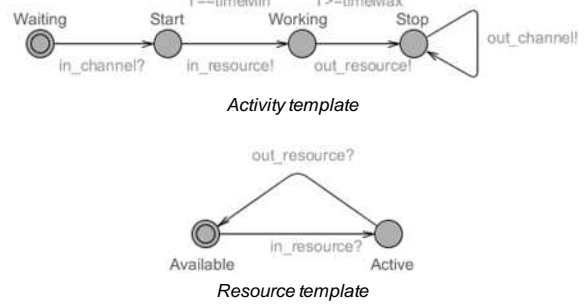 Waiting Start Working Stop
in_channel? in_resource! out_resource! out_channel!
Activity template
out_resource?
in_resource?
Available Active
Resource template